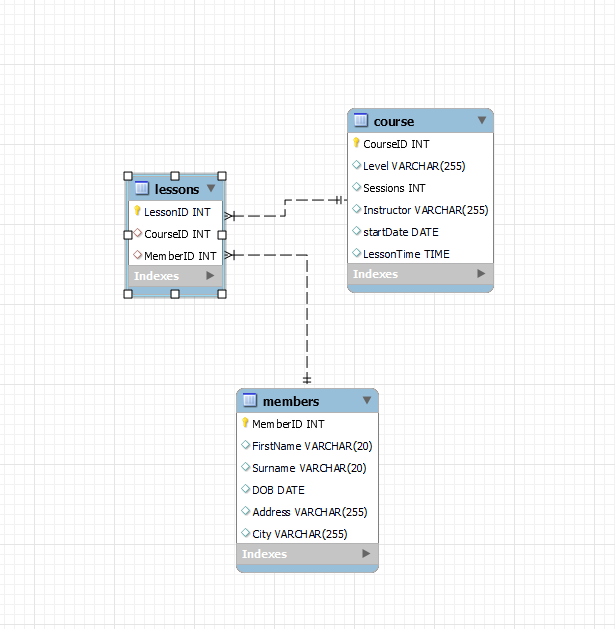 course
CourseID INT
Level VARCHAR(255)
Sessions INT
Instructor VARCHAR(255)
startDate DATE
LessonTime TIME
Indexes
lessons
LessonID INT
CourseID INT
MemberID INT
Indexes
members
MemberID INT
FirstName VARCHAR(20)
Surname VARCHAR(20)
DOB DATE
Address VARCHAR(255)
City VARCHAR(255)
Indexes